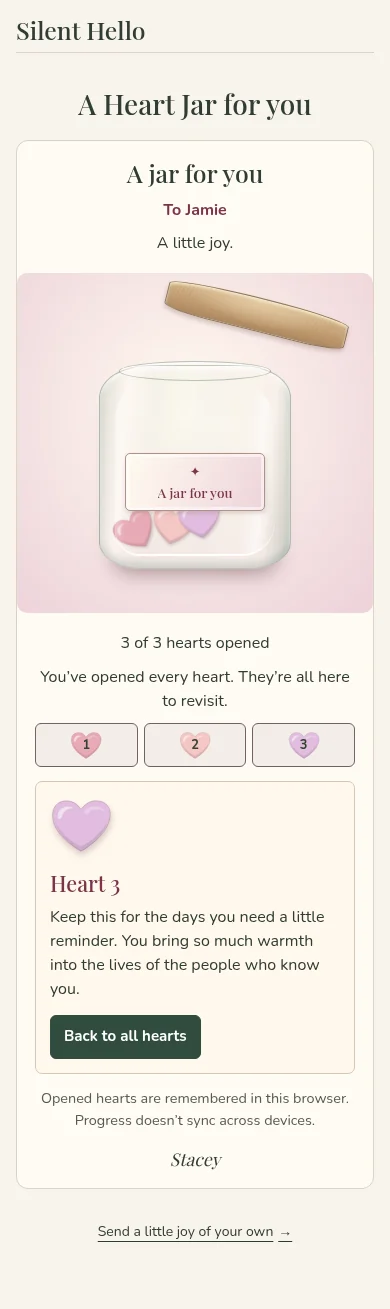 Silent Hello
A Heart Jar for you
A jar for you
To Jamie
A little joy.
✦
A jar for you
3 of 3 hearts opened
You’ve opened every heart. They’re all here
to revisit.
1 2 3
Heart 3
Keep this for the days you need a little
reminder. You bring so much warmth
into the lives of the people who know
you.
Back to all hearts
Opened hearts are remembered in this browser.
Progress doesn’t sync across devices.
Stacey
Send a little joy of your own →